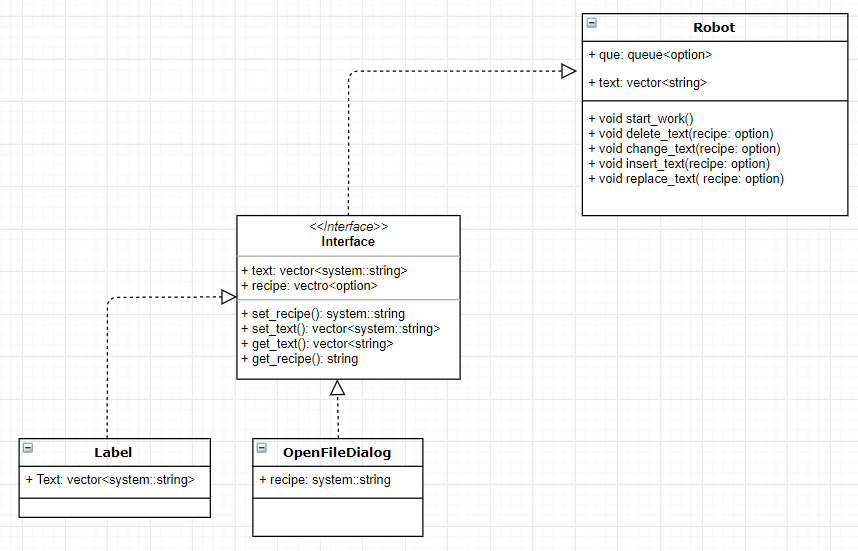 Robot
+ que: queue<option>
+ text: vector<string>
+ void start_work()
+ void delete_text(recipe: option)
+ void change_text(recipe: option)
+ void insert_text(recipe: option)
+ void replace_text( recipe: option)
<<Interface>>
Interface
+ text: vector<system::string>
+ recipe: vectro<option>
+ set_recipe(): system::string
+ set_text(): vector<system::string>
+ get_text(): vector<string>
+ get_recipe(): string
Label
+ Text: vector<system::string>
OpenFileDialog
+ recipe: system::string